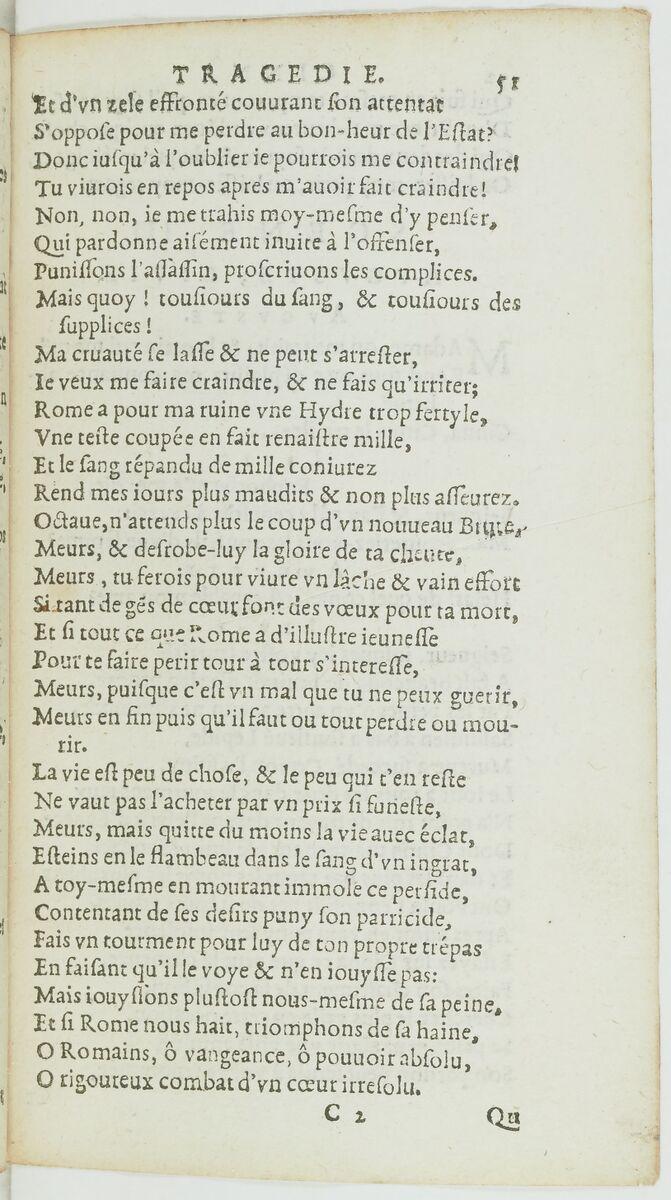 TRAGEDIE. 51
Et d'vn zele effronté couurant ſon attentat
S'oppoſe pour me perdre au bon-heur de l'Eſtat?
Donc iuſqu'à l'oublier ie pourrois me contraindre!
Tu viurois en repos apres m'auoir fait craindre!
Non, non, ie me trahis moy-meſme d'y penſer,
Qui pardonne aiſément inuite à l'offenſer,
Puniſſons l'aſſaſſin, proſcriuons les complices.
Mais quoy ! touſiours du ſang, & touſiours des
ſupplices !
Ma cruauté ſe laſſe & ne peut s'arreſter,
Ie veux me faire craindre, & ne fais qu'irriter;
Rome a pour ma ruine vne Hydre trop fertyle,
Vne teſte coupée en fait renaiſtre mille,
Et le ſang répandu de mille coniurez
Rend mes iours plus maudits & non plus aſſeurez.
Octaue, n'attends plus le coup d'vn nouueau Brute,
Meurs, & deſrobe-luy la gloire de ta cheute,
Meurs, tu ferois pour viure vn lâche & vain effort
Si tant de gẽs de cœur font des vœux pour ta mort,
Et ſi tout ce que Rome a d'illuſtre ieuneſſe
Pour te faire perir tour à tour s'intereſſe,
Meurs, puiſque c'eſt vn mal que tu ne peux guerir,
Meurs en fin puis qu'il faut ou tout perdre ou mou-
rir.
La vie eſt peu de choſe, & le peu qui t'en reſte
Ne vaut pas l'acheter par vn prix ſi funeſte,
Meurs, mais quitte du moins la vie auec éclat,
Eſteins en le flambeau dans le ſang d'vn ingrat,
A toy-meſme en mourant immole ce perfide,
Contentant de ſes deſirs puny ſon parricide,
Fais vn tourment pour luy de ton propre trépas
En faiſant qu'il le voye & n'en iouyſſe pas:
Mais iouyſſons pluſtoſt nous-meſme de ſa peine,
Et ſi Rome nous hait, triomphons de ſa haine,
O Romains, ô vangeance, ô pouuoir abſolu,
O rigoureux combat d'vn cœur irreſolu.
C 2 Qui